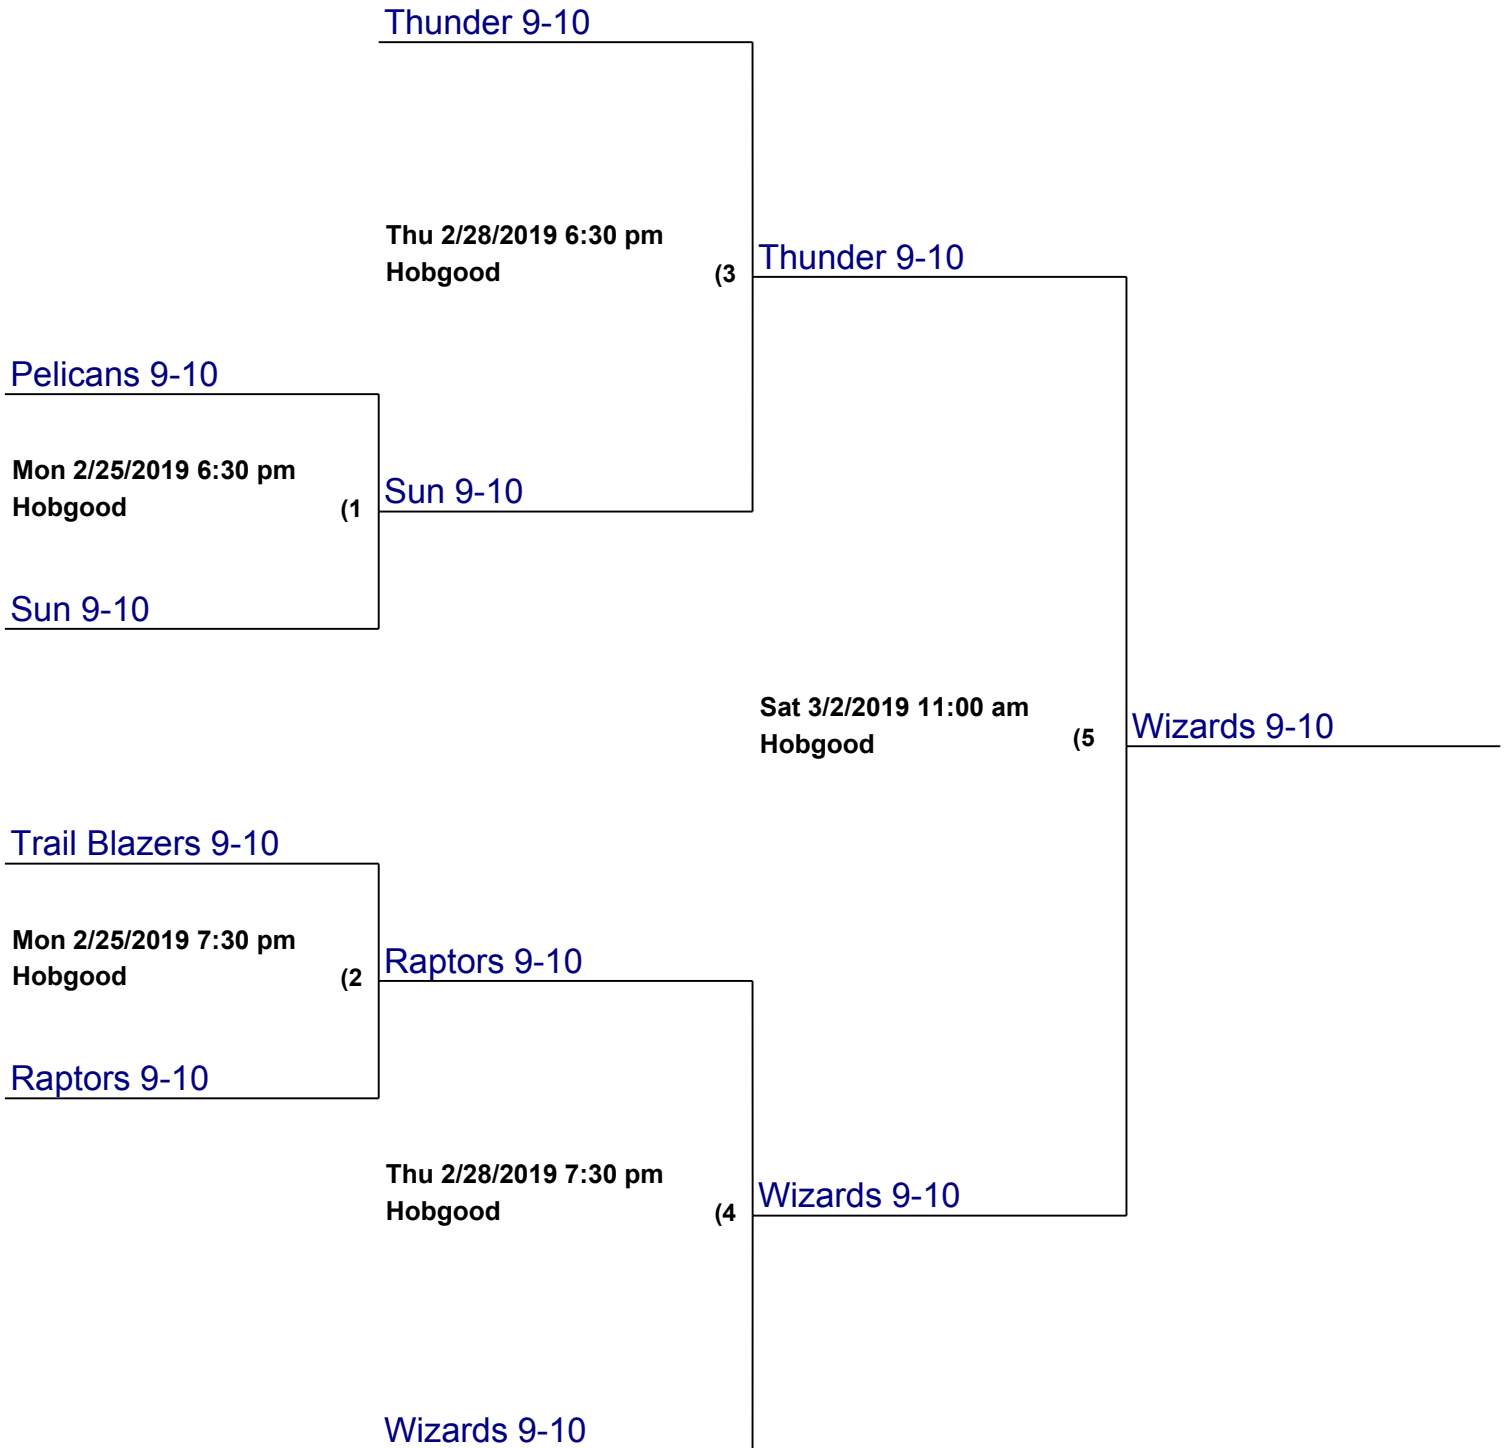 Thunder 9-10
Thu 2/28/2019 6:30 pm
Hobgood (3
Thunder 9-10
Pelicans 9-10
Mon 2/25/2019 6:30 pm
Hobgood (1
Sun 9-10
Sun 9-10
Sat 3/2/2019 11:00 am
Hobgood (5
Wizards 9-10
Trail Blazers 9-10
Mon 2/25/2019 7:30 pm
Hobgood (2
Raptors 9-10
Raptors 9-10
Thu 2/28/2019 7:30 pm
Hobgood (4
Wizards 9-10
Wizards 9-10